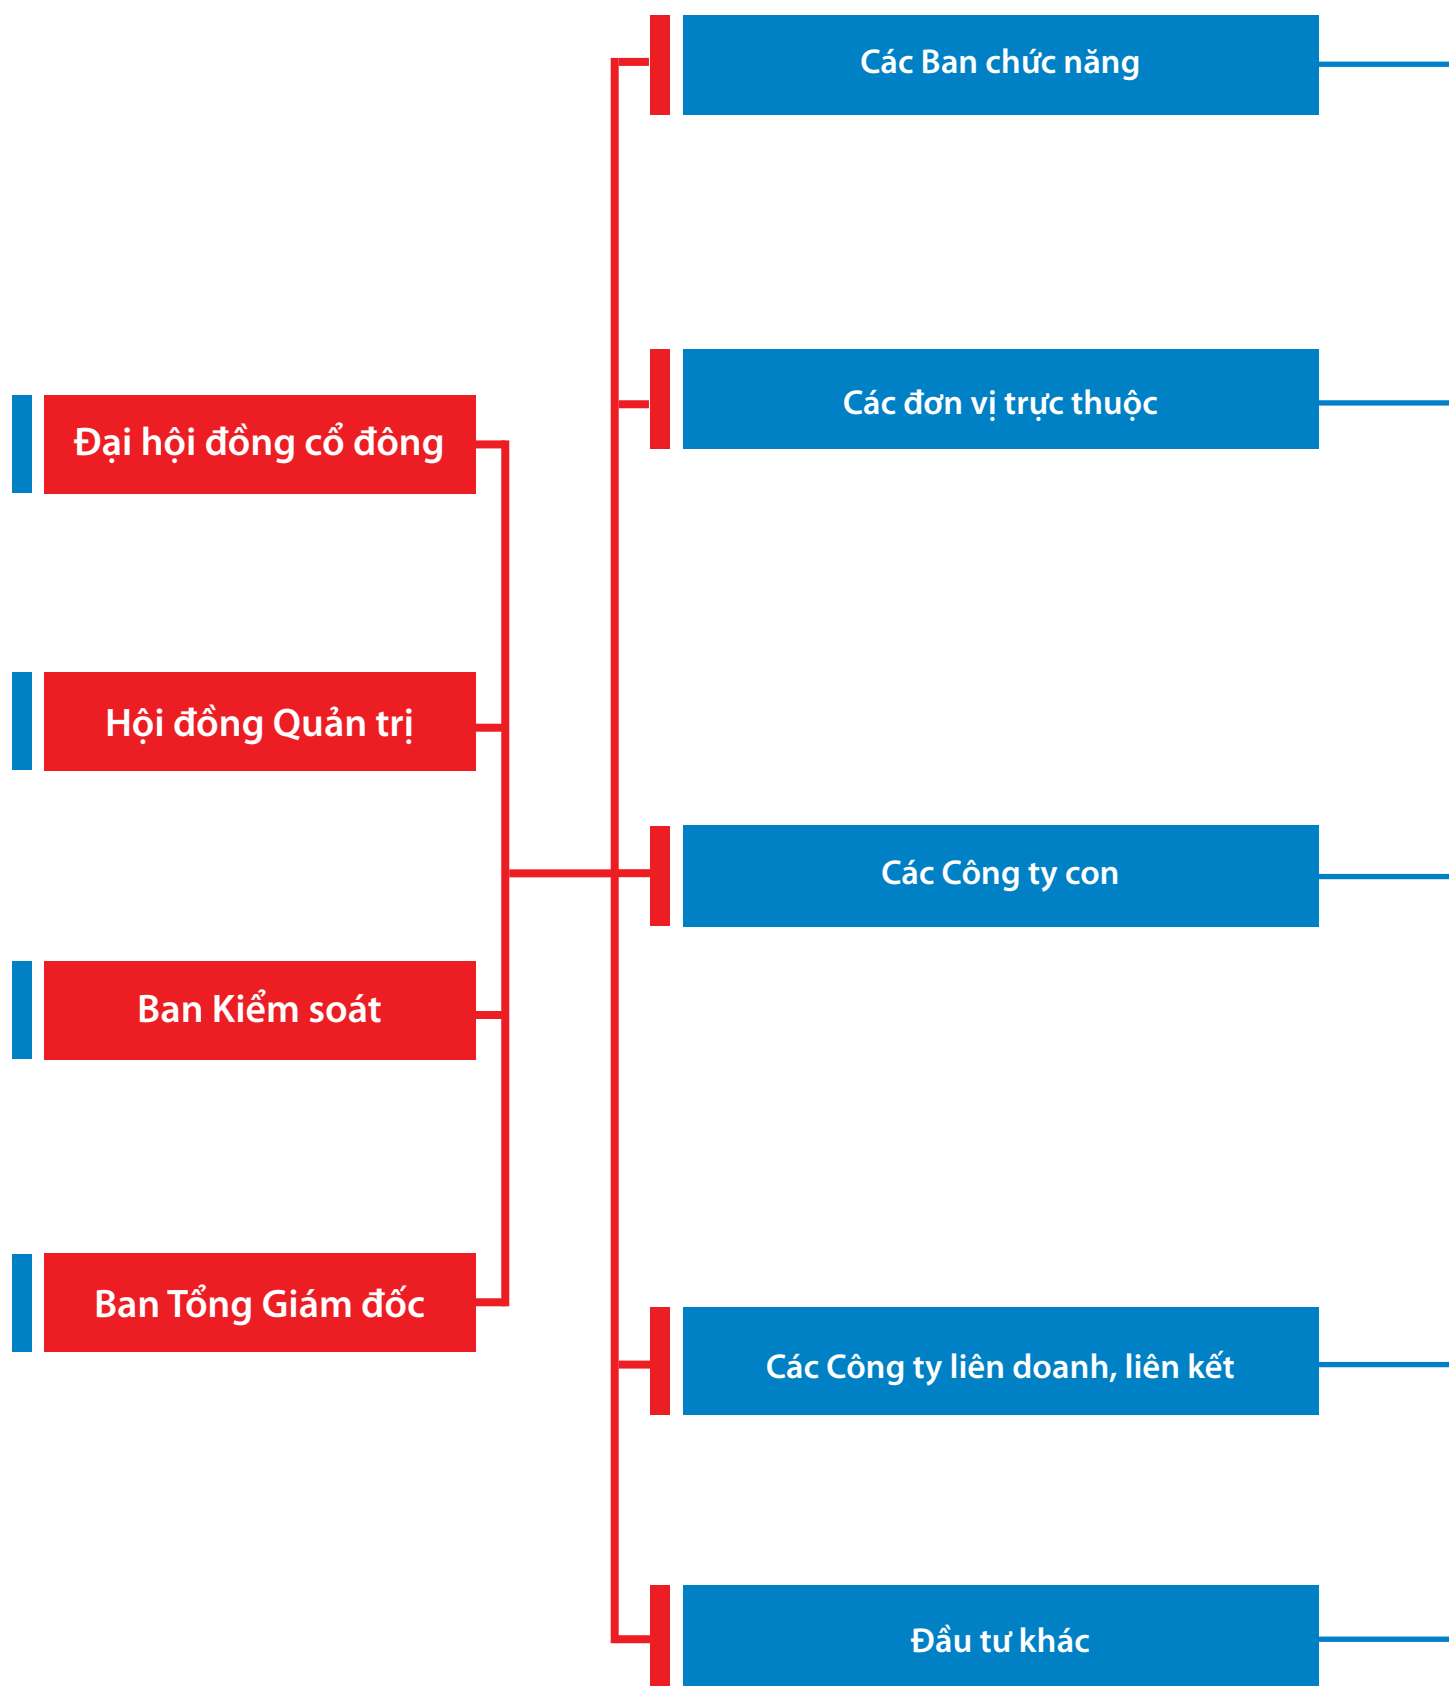 Đại hội đồng cổ đông
Hội đồng Quản trị
Ban Kiểm soát
Ban Tổng Giám đốc
Các Ban chức năng
Các đơn vị trực thuộc
Các Công ty con
Các Công ty liên doanh, liên kết
Đầu tư khác